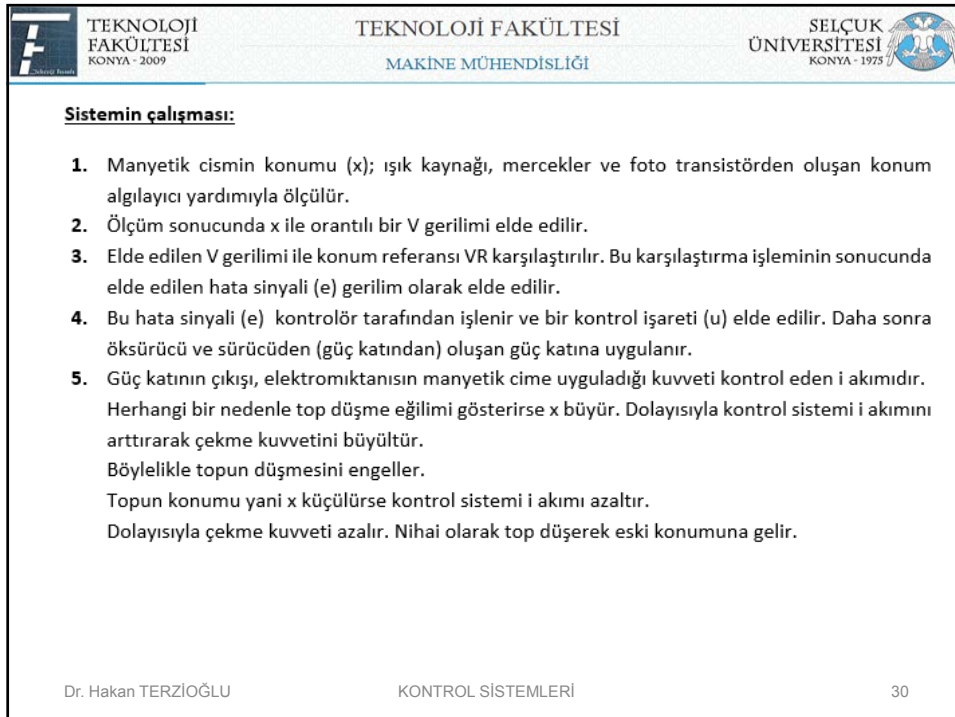 TEKNOLOJİ
FAKÜLTESİ
KONYA - 2009
TEKNOLOJİ FAKÜLTESİ
MAKİNE MÜHENDİSLİĞİ
SELÇUK
ÜNİVERSİTESİ
KONYA - 1975
Sistemin çalışması:
1. Manyetik cismin konumu (x); ışık kaynağı, mercekler ve foto transistörden oluşan konum
algılayıcı yardımıyla ölçülür.
2. Ölçüm sonucunda x ile orantılı bir V gerilimi elde edilir.
3. Elde edilen V gerilimi ile konum referansı VR karşılaştırılır. Bu karşılaştırma işleminin sonucunda
elde edilen hata sinyali (e) gerilim olarak elde edilir.
4. Bu hata sinyali (e) kontrolör tarafından işlenir ve bir kontrol işareti (u) elde edilir. Daha sonra
öksürücü ve sürücüden (güç katından) oluşan güç katına uygulanır.
5. Güç katının çıkışı, elektromıktanısın manyetik cime uyguladığı kuvveti kontrol eden i akımıdır.
Herhangi bir nedenle top düşme eğilimi gösterirse x büyür. Dolayısıyla kontrol sistemi i akımını
arttırarak çekme kuvvetini büyültür.
Böylelikle topun düşmesini engeller.
Topun konumu yani x küçülürse kontrol sistemi i akımı azaltır.
Dolayısıyla çekme kuvveti azalır. Nihai olarak top düşerek eski konumuna gelir.
Dr. Hakan TERZİOĞLU
KONTROL SİSTEMLERİ
30